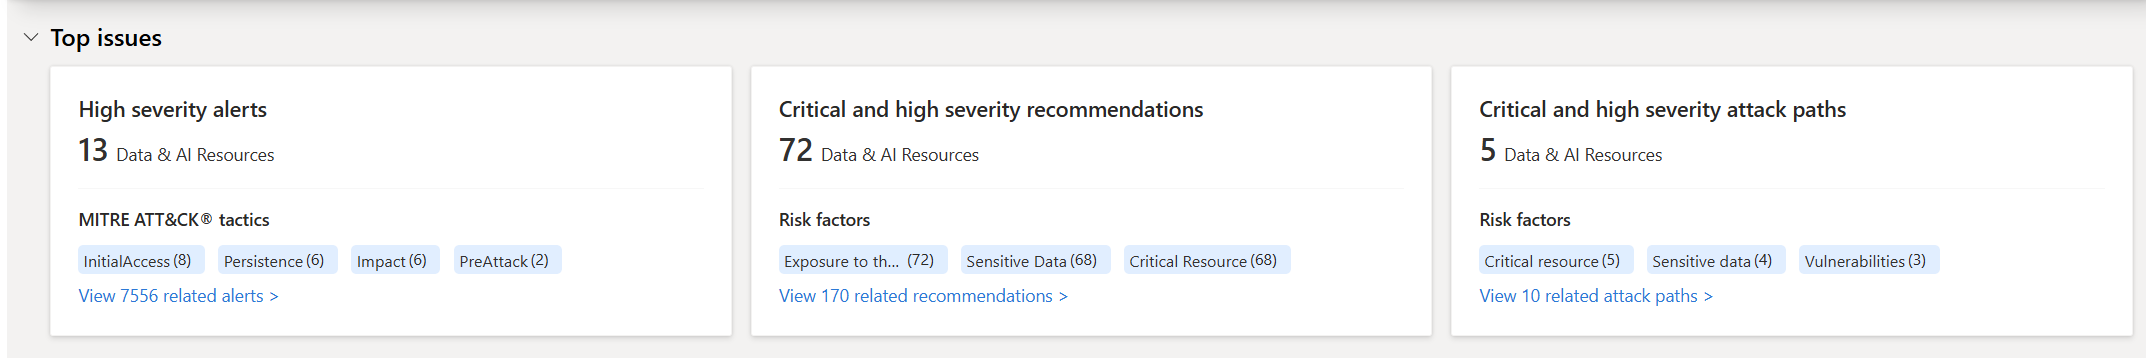 Top issues
High severity alerts
13 Data & AI Resources
MITRE ATT&CK® tactics
InitialAccess (8) Persistence (6) Impact (6) PreAttack (2)
View 7556 related alerts >
Critical and high severity recommendations
72 Data & AI Resources
Risk factors
Exposure to th... (72) Sensitive Data (68) Critical Resource (68)
View 170 related recommendations >
Critical and high severity attack paths
5 Data & AI Resources
Risk factors
Critical resource (5) Sensitive data (4) Vulnerabilities (3)
View 10 related attack paths >